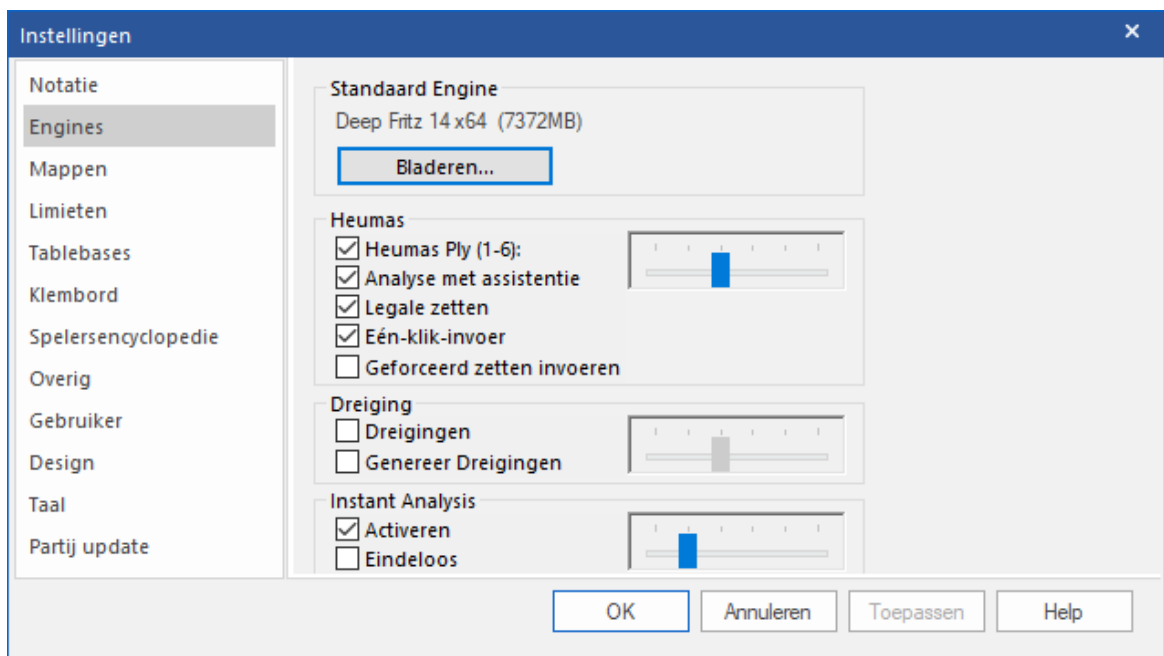 Instellingen
Notatie
Engines
Mappen
Limieten
Tablebases
Klembord
Spelersencyclopedie
Overig
Gebruiker
Design
Taal
Partij update
Standaard Engine
Deep Fritz 14 x64 (7372MB)
Bladeren...
Heumas
Heumas Ply (1-6):
Analyse met assistentie
Legale zetten
Eén-klik-invoer
Geforceerd zetten invoeren
Dreiging
Dreigingen
Genereer Dreigingen
Instant Analysis
Activeren
Eindeloos
OK
Annuleren
Toepassen
Help